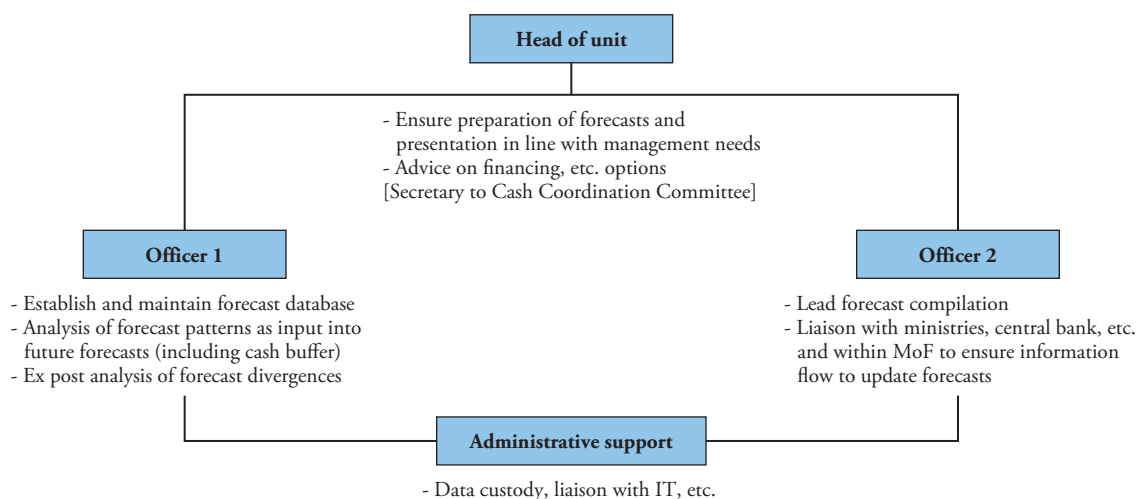 Head of unit
- Ensure preparation of forecasts and
presentation in line with management needs
- Advice on financing, etc. options
[Secretary to Cash Coordination Committee]
Officer 1
- Establish and maintain forecast database
- Analysis of forecast patterns as input into
future forecasts (including cash buffer)
- Ex post analysis of forecast divergences
Officer 2
- Lead forecast compilation
- Liaison with ministries, central bank, etc.
and within MoF to ensure information
flow to update forecasts
Administrative support
- Data custody, liaison with IT, etc.